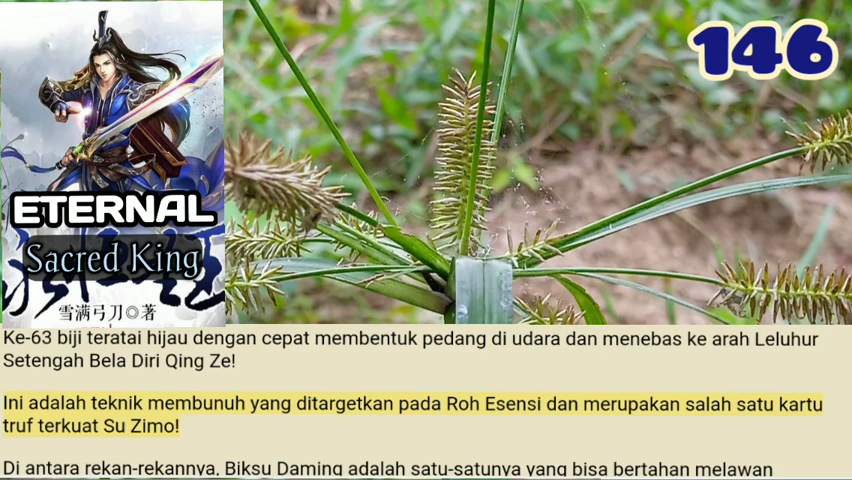 146
ETERNAL
Sacred King
雪满弓刀◎著
Ke-63 biji teratai hijau dengan cepat membentuk pedang di udara dan menebas ke arah Leluhur
Setengah Bela Diri Qing Ze!
Ini adalah teknik membunuh yang ditargetkan pada Roh Esensi dan merupakan salah satu kartu
truf terkuat Su Zimo!
Di antara rekan-rekannya, Biksu Daming adalah satu-satunya yang bisa bertahan melawan